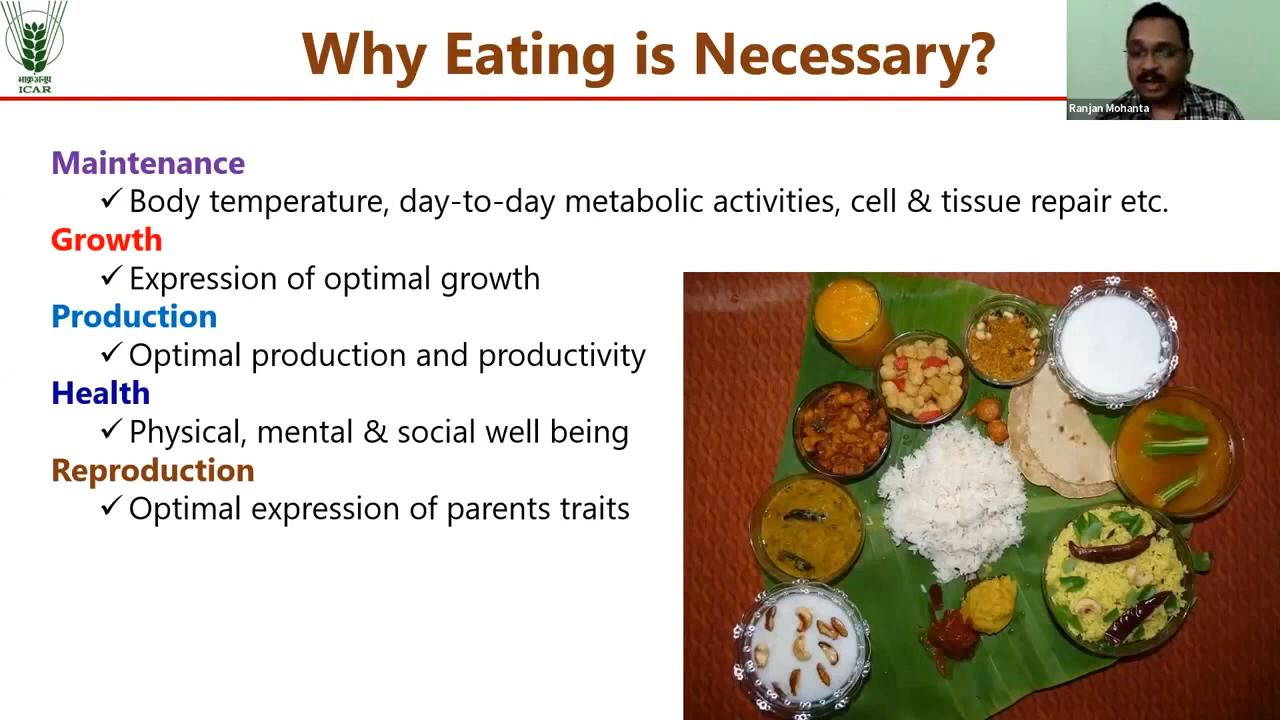 भाकृअनुप
ICAR
Why Eating is Necessary?
Ranjan Mohanta
Maintenance
✓ Body temperature, day-to-day metabolic activities, cell & tissue repair etc.
Growth
✓ Expression of optimal growth
Production
✓ Optimal production and productivity
Health
✓ Physical, mental & social well being
Reproduction
✓ Optimal expression of parents traits